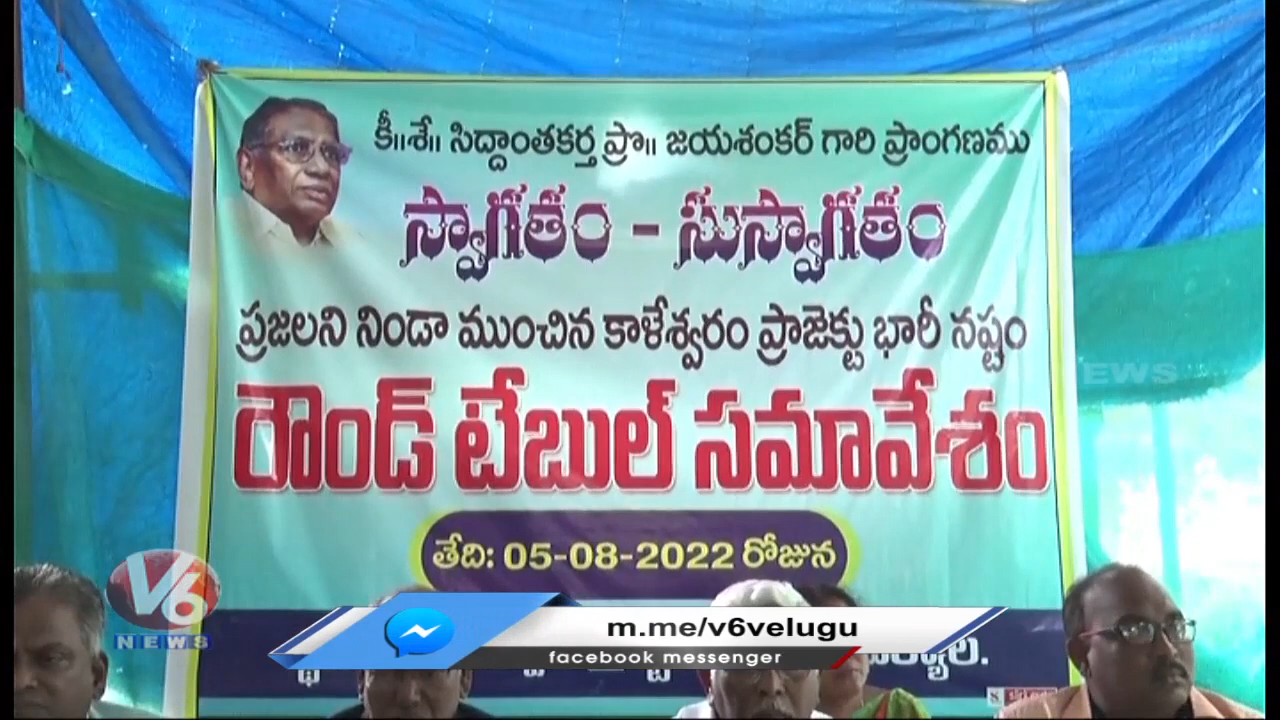 కీ॥శే॥ సిద్దాంతకర్త ప్రొ॥ జయశంకర్ గారి ప్రాంగణము
స్వాగతం - సుస్వాగతం
ప్రజలని నిండా ముంచిన కాళేశ్వరం ప్రాజెక్టు భారీ నష్టం
రౌండ్ టేబుల్ సమావేశం
తేది: 05-08-2022 రోజున
EWS
V6
NEWS
m.me/v6velugu
facebook messenger